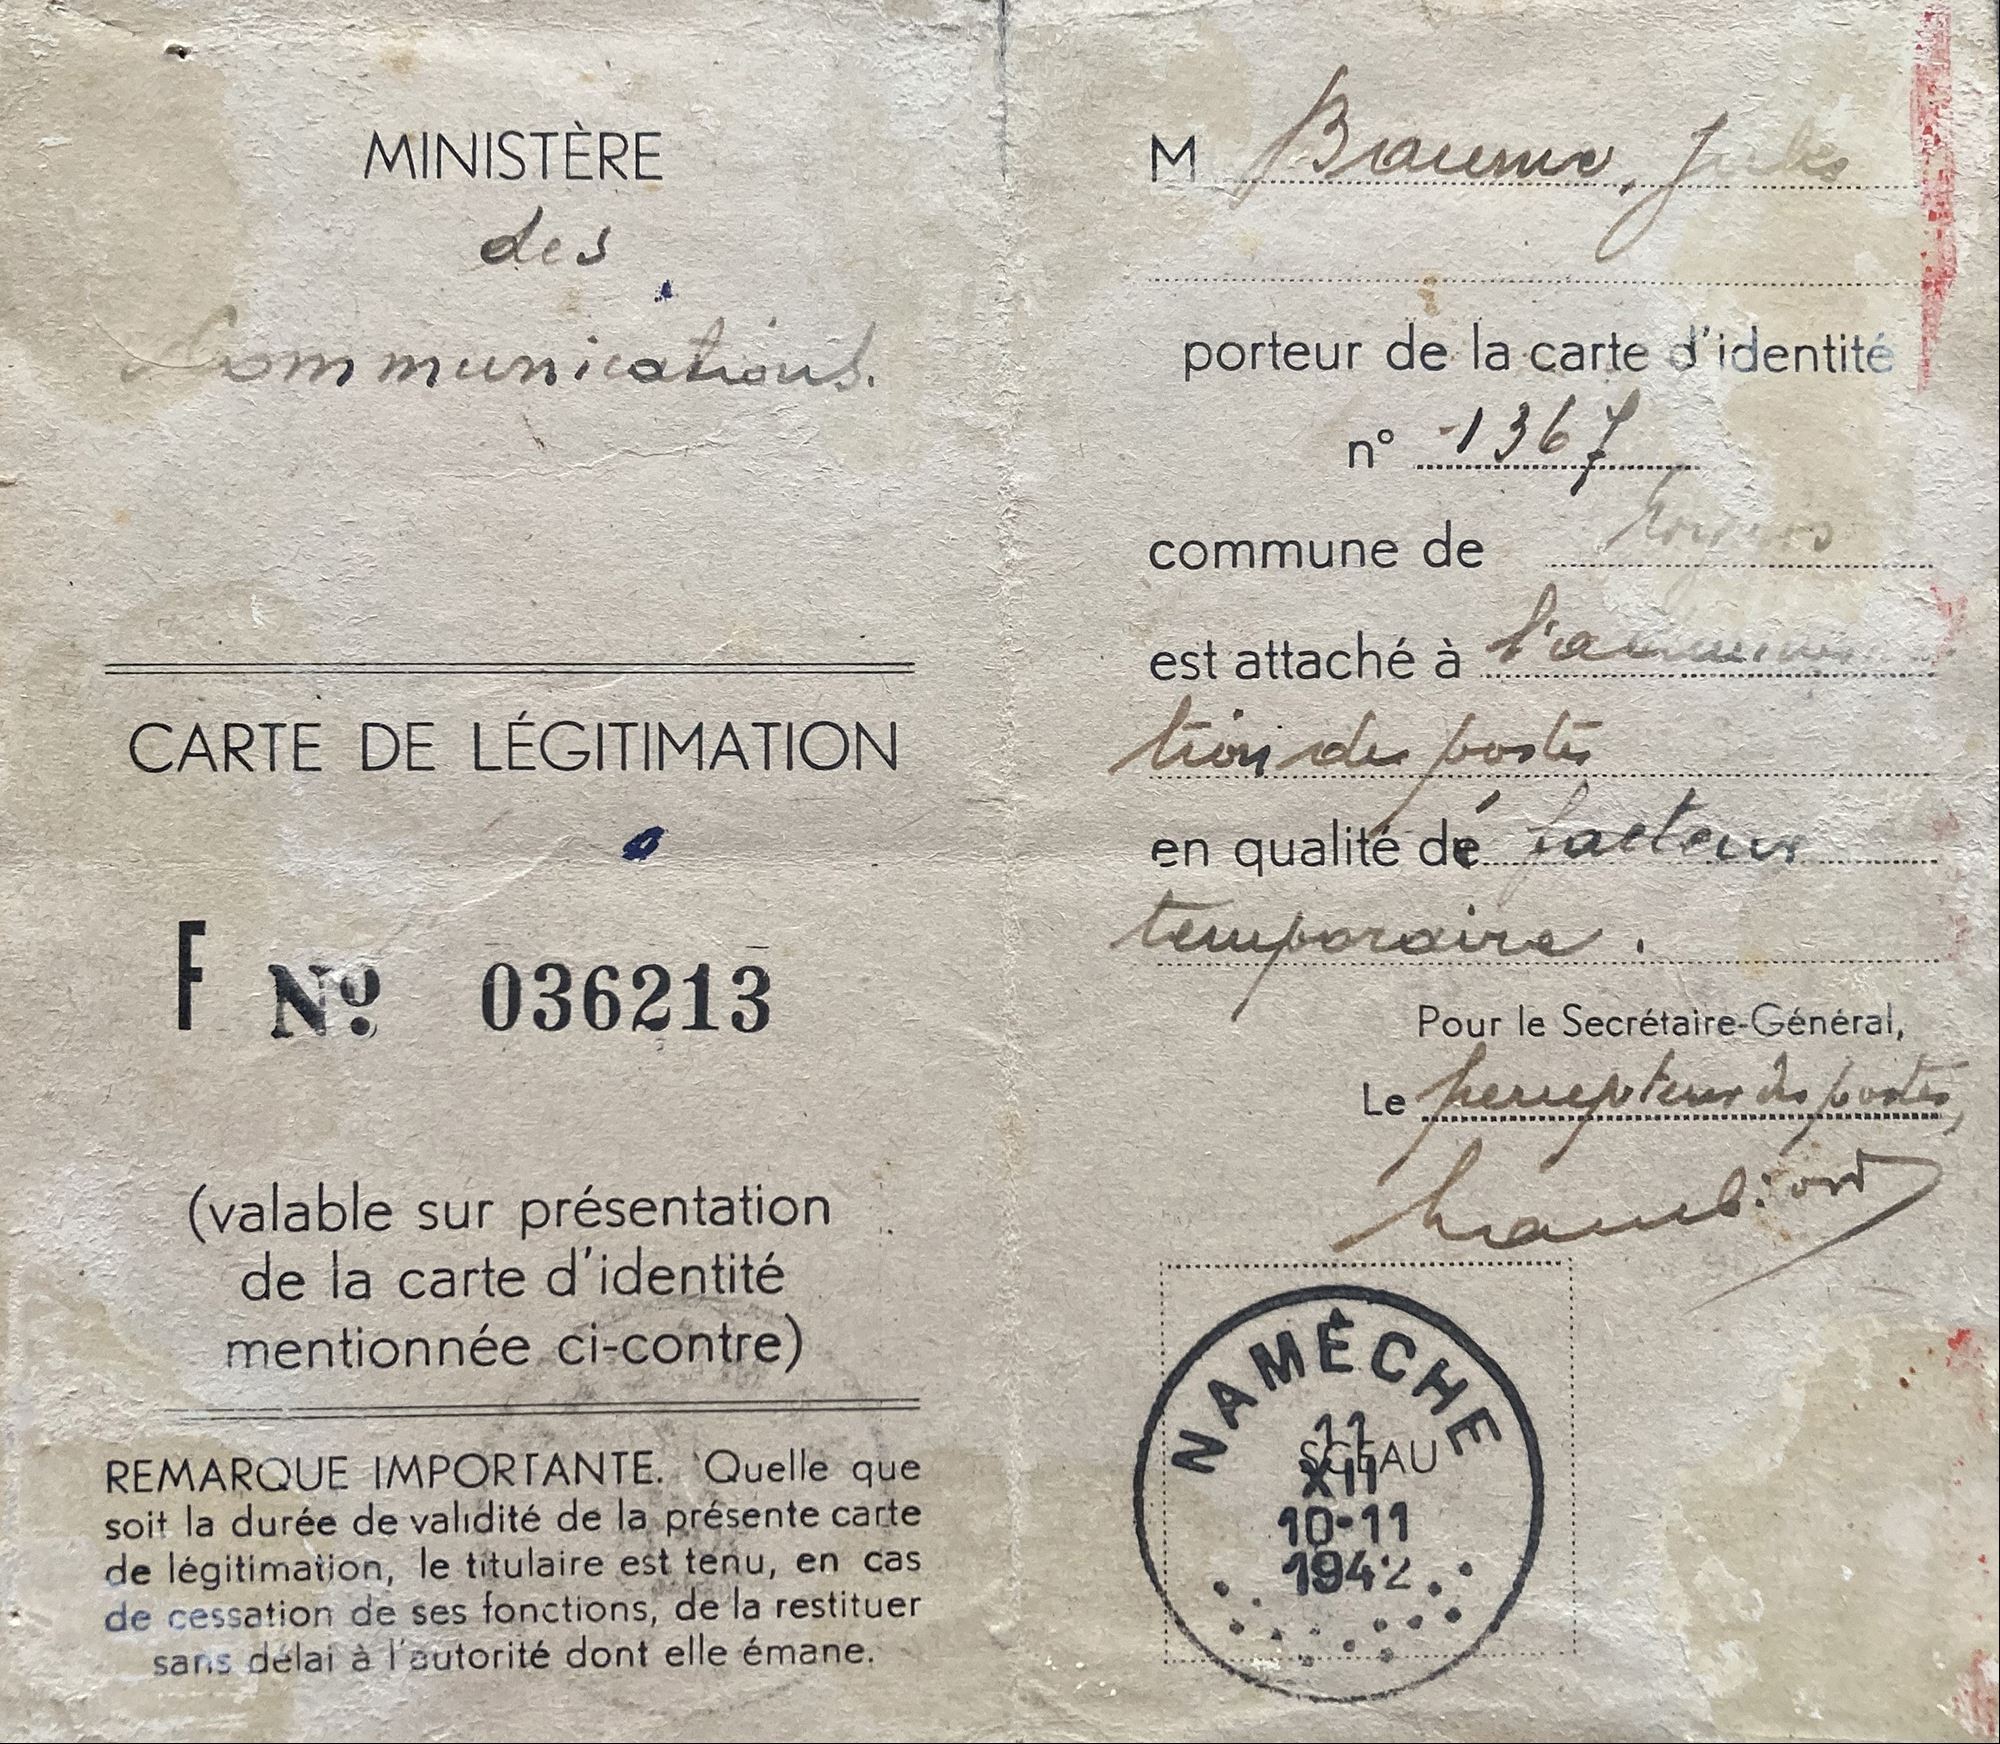 MINISTÈRE
des
Communications.
CARTE DE LÉGITIMATION
F Nº 036213
(valable sur présentation
de la carte d'identité
mentionnée ci-contre)
REMARQUE IMPORTANTE. Quelle que
soit la durée de validité de la présente carte
de légitimation, le titulaire est tenu, en cas
de cessation de ses fonctions, de la restituer
sans délai à l'autorité dont elle émane.
M Jules
porteur de la carte d'identité
n° 1367
commune de
est attaché à
tion des postes
en qualité de facteur
temporaire.
Pour le Secrétaire-Général,
Le percepteur des postes,
NAMÊCHE
SCEAU
11
XII
10-11
1942